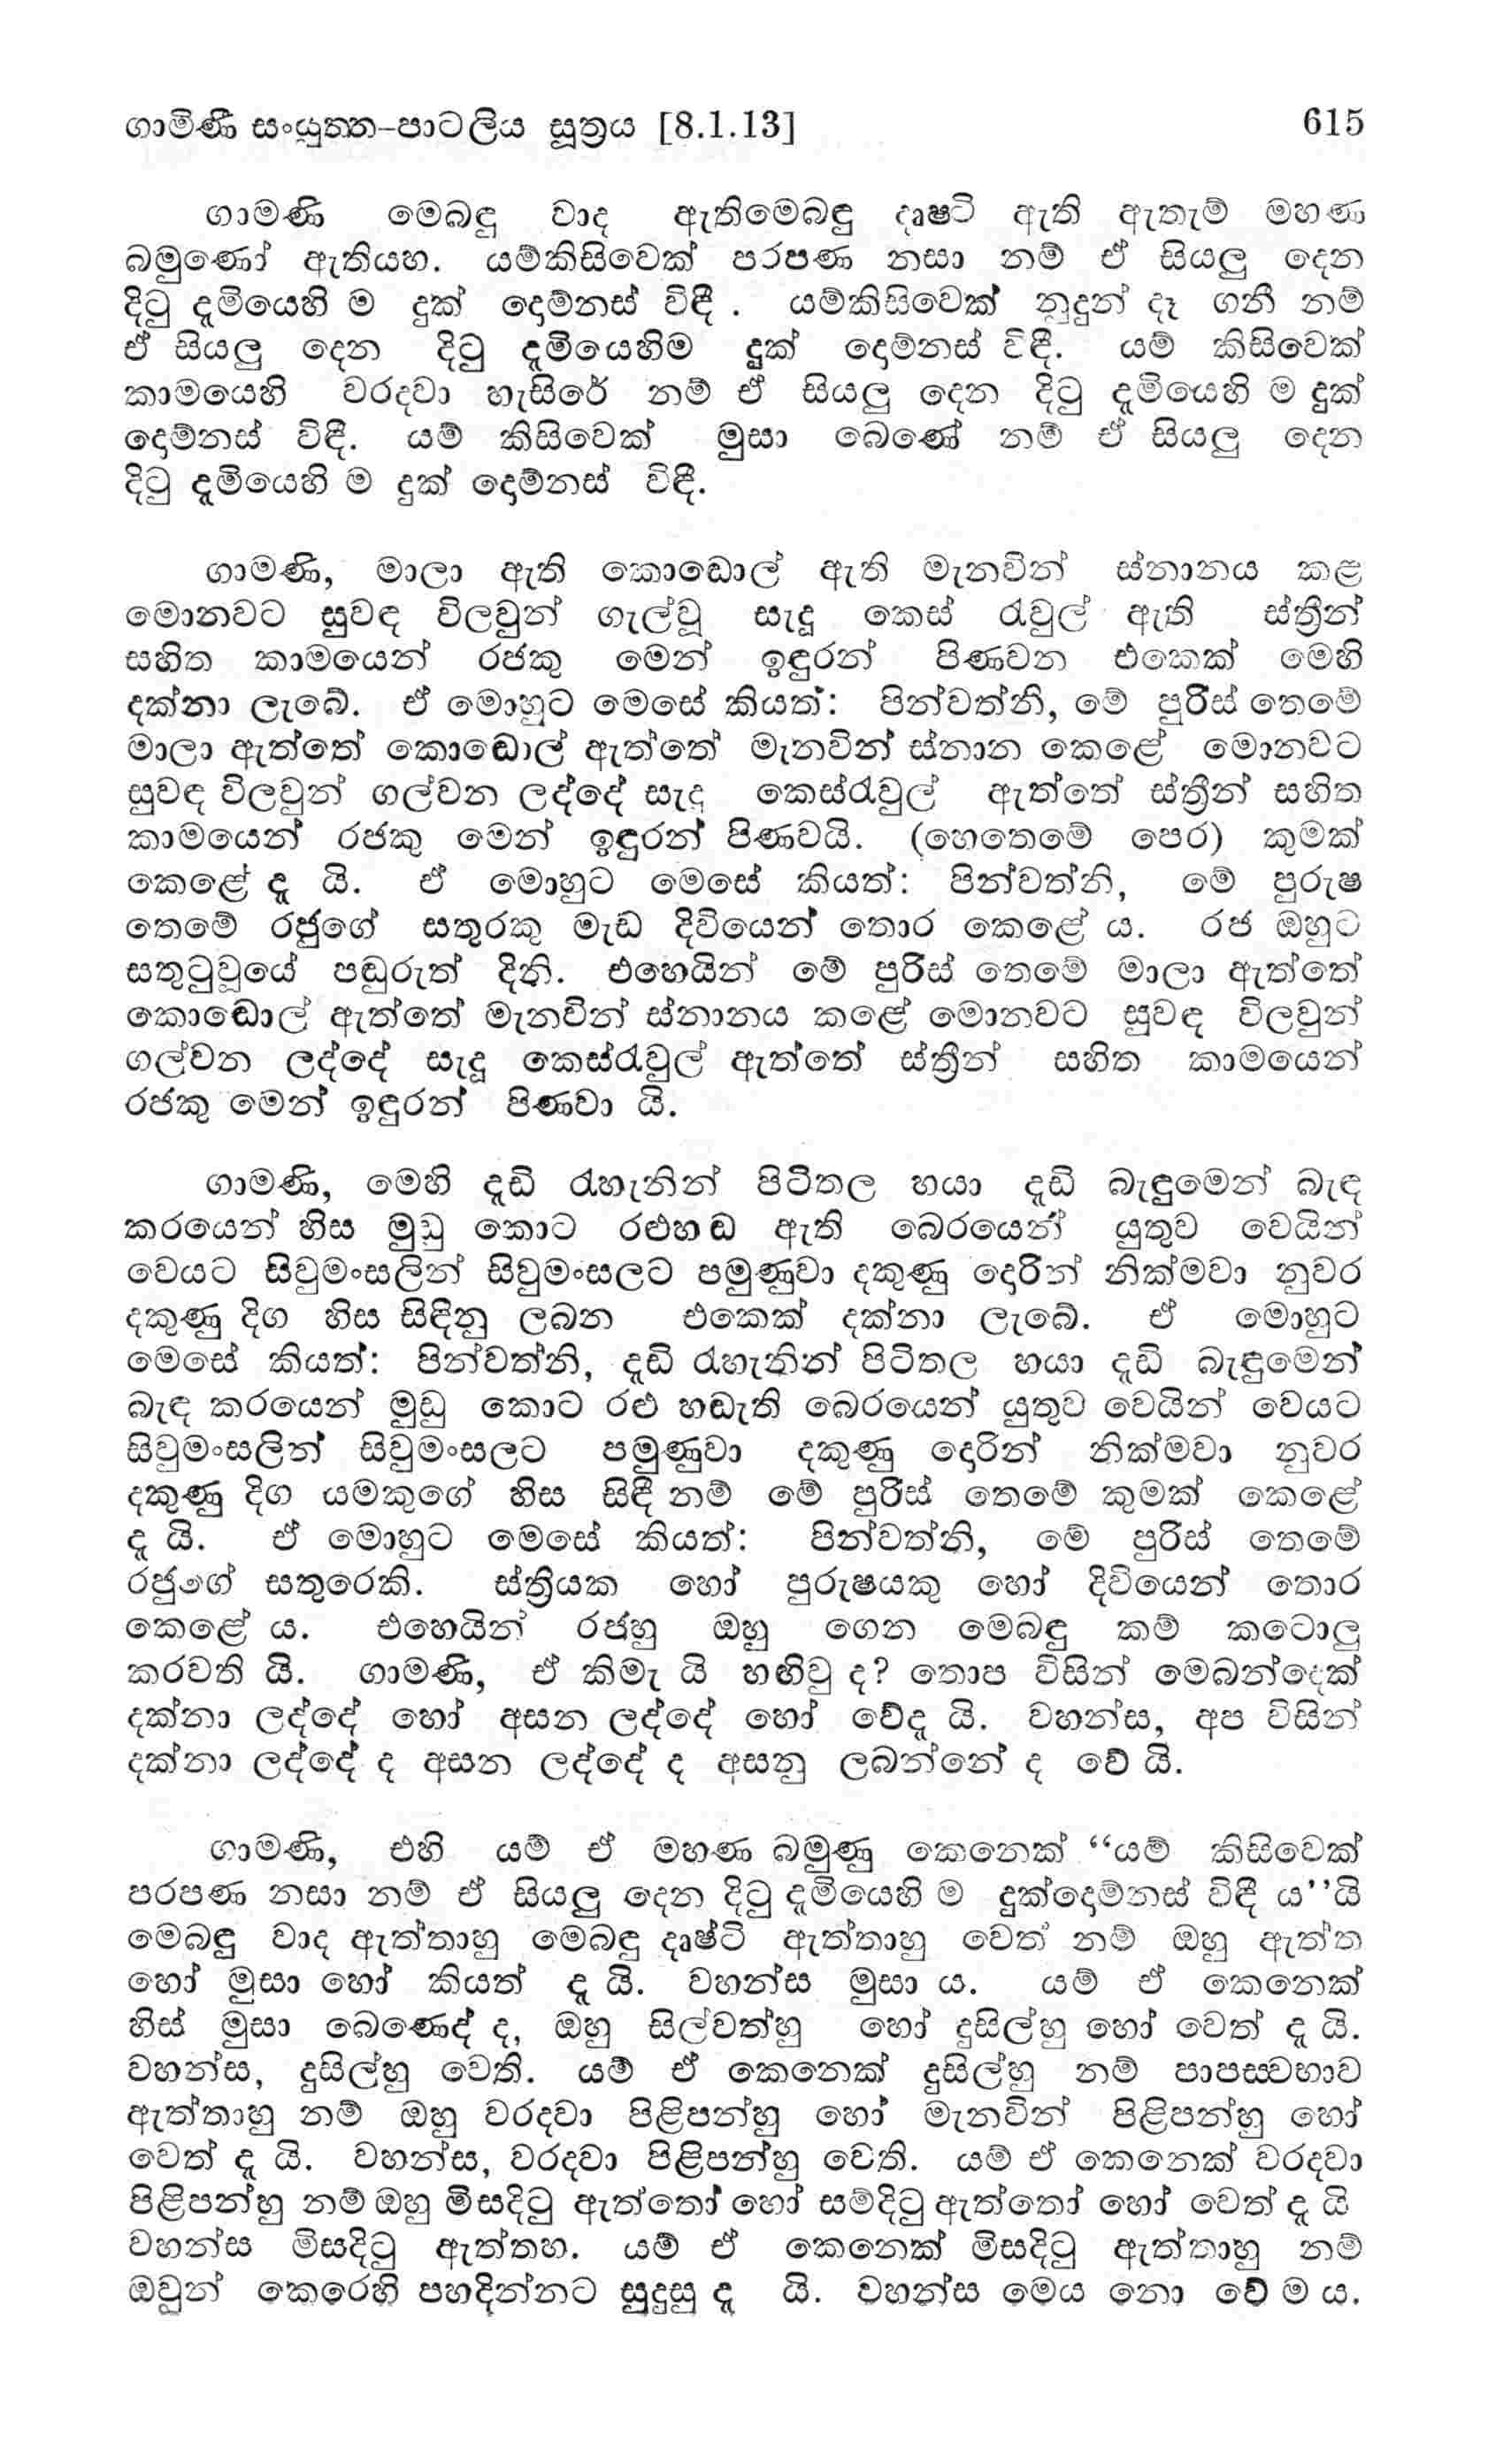 ගාමිණී සංයුත්ත-පාටලිය සූත්‍රය [8.1.13] 615
ගාමණි මෙබඳු වාද ඇතිමෙබඳු දෘෂ්ටි ඇති ඇතැම් මහණ
බමුණෝ ඇතියහ. යම්කිසිවෙක් පරපණ නසා නම් ඒ සියලු දෙන
දිටු දැමියෙහි ම දුක් දොම්නස් විඳී. යම්කිසිවෙක් නුදුන් දෑ ගනී නම්
ඒ සියලු දෙන දිටු දැමියෙහිම දුක් දොම්නස් විඳී. යම් කිසිවෙක්
කාමයෙහි වරදවා හැසිරේ නම් ඒ සියලු දෙන දිටු දැමියෙහි ම දුක්
දොම්නස් විඳී. යම් කිසිවෙක් මුසා බෙණේ නම් ඒ සියලු දෙන
දිටු දැමියෙහි ම දුක් දොම්නස් විඳී.
ගාමණි, මාලා ඇති කොඩොල් ඇති මැනවින් ස්නානය කළ
මොනවට සුවඳ විලවුන් ගැල්වූ සැදූ කෙස් රැවුල් ඇති ස්ත්‍රීන්
සහිත කාමයෙන් රජකු මෙන් ඉඳුරන් පිණවන එකෙක් මෙහි
දක්නා ලැබේ. ඒ මොහුට මෙසේ කියත්: පින්වත්නි, මේ පුරිස් තෙමේ
මාලා ඇත්තේ කොඬොල් ඇත්තේ මැනවින් ස්නාන කෙළේ මොනවට
සුවඳ විලවුන් ගල්වන ලද්දේ සැදූ කෙස්රැවුල් ඇත්තේ ස්ත්‍රීන් සහිත
කාමයෙන් රජකු මෙන් ඉඳුරන් පිණවයි. (හෙතෙමේ පෙර) කුමක්
කෙළේ දැ යි. ඒ මොහුට මෙසේ කියත්: පින්වත්නි, මේ පුරුෂ
තෙමේ රජුගේ සතුරකු මැඩ දිවියෙන් තොර කෙළේ ය. රජ ඔහුට
සතුටුවූයේ පඬුරුත් දිනි. එහෙයින් මේ පුරිස් තෙමේ මාලා ඇත්තේ
කොඬොල් ඇත්තේ මැනවින් ස්නානය කළේ මොනවට සුවඳ විලවුන්
ගල්වන ලද්දේ සැදූ කෙස්රැවුල් ඇත්තේ ස්ත්‍රීන් සහිත කාමයෙන්
රජකු මෙන් ඉඳුරන් පිණවා යි.
ගාමණි, මෙහි දැඩි රැහැනින් පිටිතල හයා දැඩි බැඳුමෙන් බැඳ
කරයෙන් හිස මුඩු කොට රළුහඬ ඇති බෙරයෙන් යුතුව වෙයින්
වෙයට සිවුමංසලින් සිවුමංසලට පමුණුවා දකුණු දොරින් නික්මවා නුවර
දකුණු දිග හිස සිඳිනු ලබන එකෙක් දක්නා ලැබේ. ඒ මොහුට
මෙසේ කියත්: පින්වත්නි, දැඩි රැහැනින් පිටිතල හයා දැඩි බැඳුමෙන්
බැඳ කරයෙන් මුඩු කොට රළු හඬැති බෙරයෙන් යුතුව වෙයින් වෙයට
සිවුමංසලින් සිවුමංසලට පමුණුවා දකුණු දොරින් නික්මවා නුවර
දකුණු දිග යමකුගේ හිස සිඳී නම් මේ පුරිස් තෙමේ කුමක් කෙළේ
දැ යි. ඒ මොහුට මෙසේ කියත්: පින්වත්නි, මේ පුරිස් තෙමේ
රජුගේ සතුරෙකි. ස්ත්‍රියක හෝ පුරුෂයකු හෝ දිවියෙන් තොර
කෙළේ ය. එහෙයින් රජහු ඔහු ගෙන මෙබඳු කම් කටොලු
කරවති යි. ගාමණි, ඒ කිමැ යි හඟිවු ද? තොප විසින් මෙබන්දෙක්
දක්නා ලද්දේ හෝ අසන ලද්දේ හෝ වේදැ යි. වහන්ස, අප විසින්
දක්නා ලද්දේ ද අසන ලද්දේ ද අසනු ලබන්නේ ද වේ යි.
ගාමණි, එහි යම් ඒ මහණ බමුණු කෙනෙක් “යම් කිසිවෙක්
පරපණ නසා නම් ඒ සියලු දෙන දිටු දැමියෙහි ම දුක්දොම්නස් විඳී ය”යි
මෙබඳු වාද ඇත්තාහු මෙබඳු දෘෂ්ටි ඇත්තාහු වෙත් නම් ඔහු ඇත්ත
හෝ මුසා හෝ කියත් දැ යි. වහන්ස මුසා ය. යම් ඒ කෙනෙක්
හිස් මුසා බෙණෙද් ද, ඔහු සිල්වත්හු හෝ දුසිල්හු හෝ වෙත් දැ යි.
වහන්ස, දුසිල්හු වෙති. යම් ඒ කෙනෙක් දුසිල්හු නම් පාපස්වභාව
ඇත්තාහු නම් ඔහු වරදවා පිළිපන්හු හෝ මැනවින් පිළිපන්හු හෝ
වෙත් දැ යි. වහන්ස, වරදවා පිළිපන්හු වෙති. යම් ඒ කෙනෙක් වරදවා
පිළිපන්හු නම් ඔහු මිසදිටු ඇත්තෝ හෝ සම්දිටු ඇත්තෝ හෝ වෙත් දැ යි
වහන්ස මිසදිටු ඇත්තහ. යම් ඒ කෙනෙක් මිසදිටු ඇත්තාහු නම්
ඔවුන් කෙරෙහි පහදින්නට සුදුසු දැ යි. වහන්ස මෙය නො වේ ම ය.